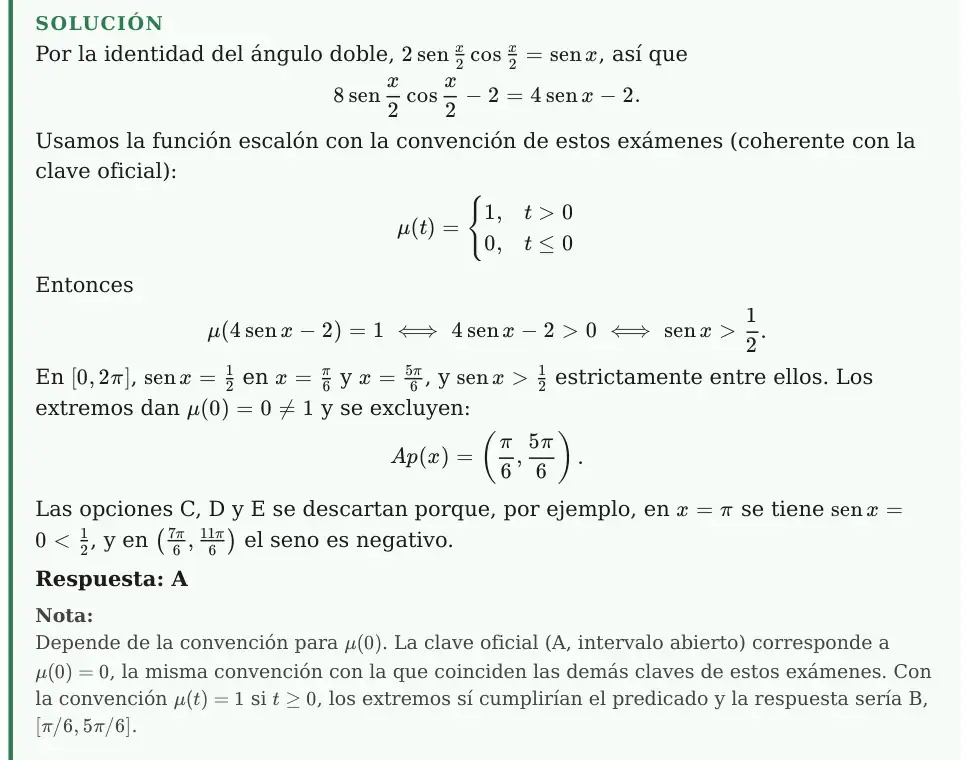 SOLUCIÓN
Por la identidad del ángulo doble, 2 sen x/2 cos x/2 = sen x, así que
8 sen x/2 cos x/2 − 2 = 4 sen x − 2.
Usamos la función escalón con la convención de estos exámenes (coherente con la
clave oficial):
μ(t) = { 1, t > 0
0, t ≤ 0
Entonces
μ(4 sen x − 2) = 1 ⟺ 4 sen x − 2 > 0 ⟺ sen x > 1/2.
En [0, 2π], sen x = 1/2 en x = π/6 y x = 5π/6, y sen x > 1/2 estrictamente entre ellos. Los
extremos dan μ(0) = 0 ≠ 1 y se excluyen:
Ap(x) = (π/6, 5π/6).
Las opciones C, D y E se descartan porque, por ejemplo, en x = π se tiene sen x =
0 < 1/2, y en (7π/6, 11π/6) el seno es negativo.
Respuesta: A
Nota:
Depende de la convención para μ(0). La clave oficial (A, intervalo abierto) corresponde a
μ(0) = 0, la misma convención con la que coinciden las demás claves de estos exámenes. Con
la convención μ(t) = 1 si t ≥ 0, los extremos sí cumplirían el predicado y la respuesta sería B,
[π/6, 5π/6].